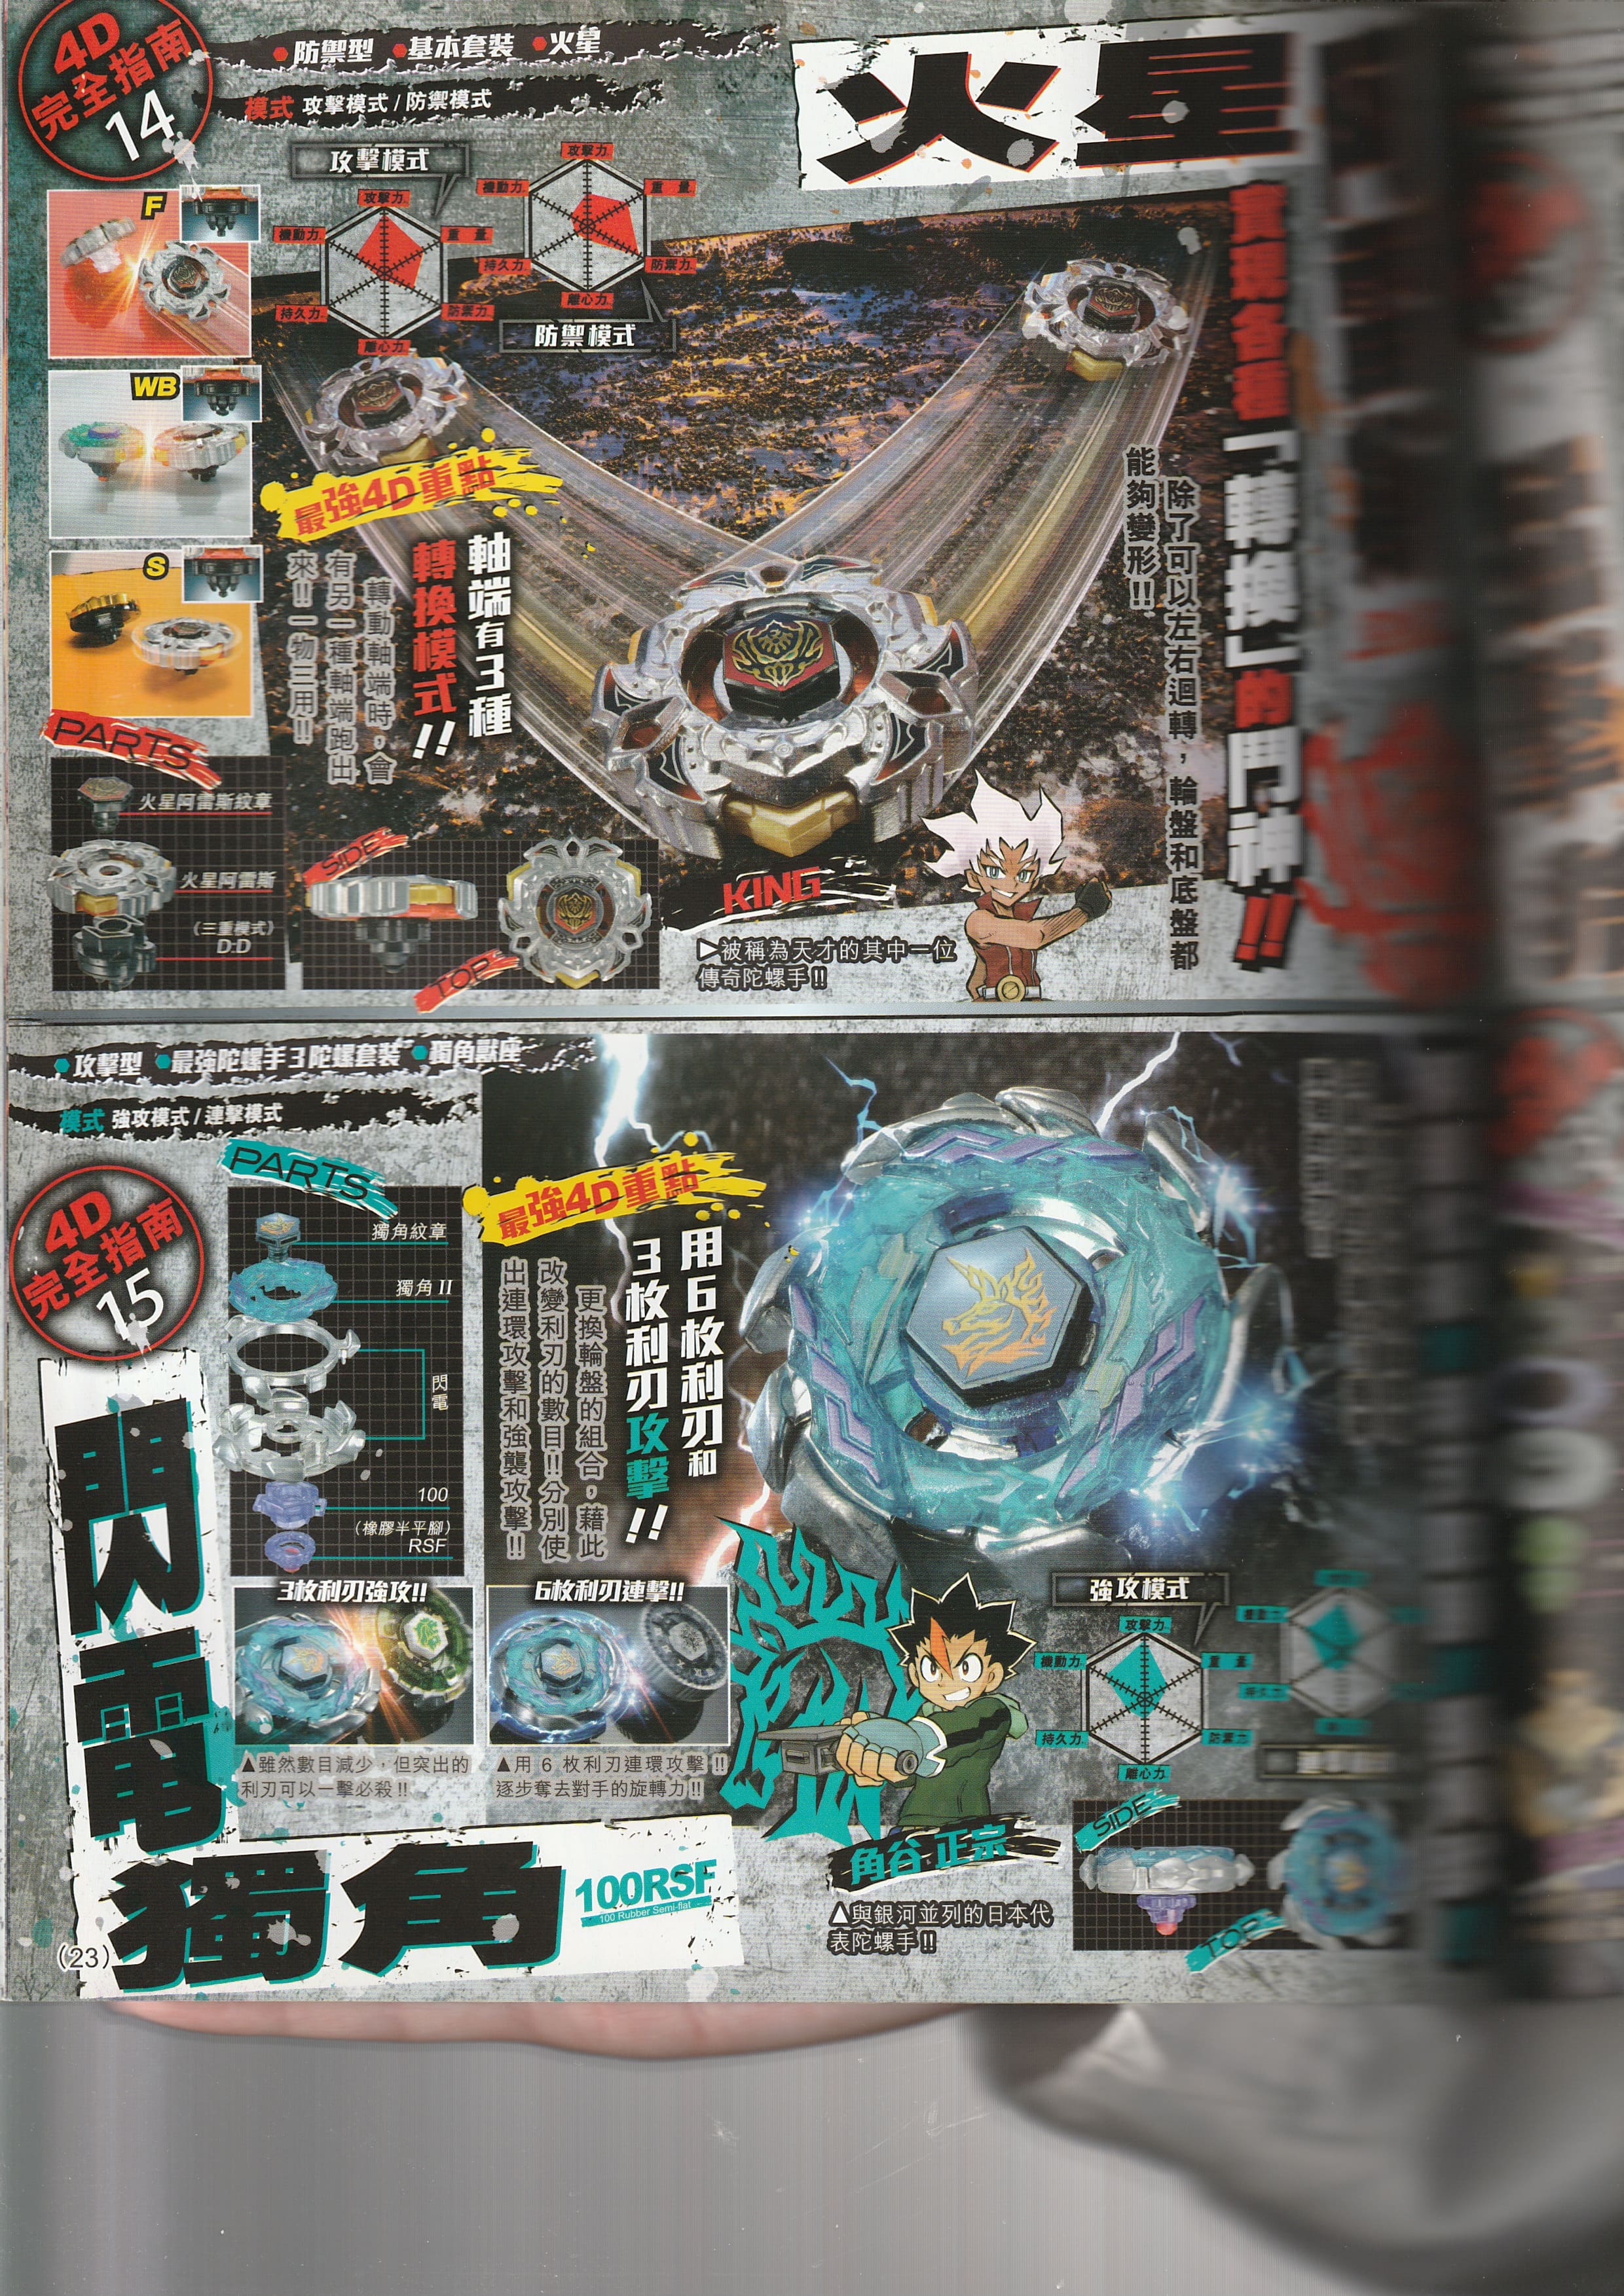 4D
完全指南
14
防禦型 基本套裝 火星
模式 攻擊模式 / 防禦模式
火星
攻擊模式
攻擊力
機動力
重量
持久力
防禦力
離心力
攻擊力
機動力
重量
持久力
防禦力
離心力
防禦模式
F
WB
S
「轉換」的鬥神!!
除了可以左右迴轉，輪盤和底盤都
能夠變形!!
最強4D重點
軸端有3種
轉換模式!!
轉動軸端時，會
有另一種軸端跑出
來!!一物三用!!
PARTS
火星阿雷斯紋章
火星阿雷斯
(三重模式)
D:D
SIDE
TOP
KING
▶被稱為天才的其中一位
傳奇陀螺手!!
攻擊型 最強陀螺手3陀螺套裝 獨角獸座
模式 強攻模式 / 連擊模式
4D
完全指南
15
PARTS
獨角紋章
獨角II
閃電
100
(橡膠半平腳)
RSF
最強4D重點
用6枚利刃和
3枚利刃攻擊!!
更換輪盤的組合，藉此
改變利刃的數目!!分別使
出連環攻擊和強襲攻擊!!
3枚利刃強攻!!
▲雖然數目減少，但突出的
利刃可以一擊必殺!!
6枚利刃連擊!!
▲用6枚利刃連環攻擊!!
逐步奪去對手的旋轉力!!
強攻模式
攻擊力
機動力
重量
持久力
防禦力
離心力
角谷 正宗
△與銀河並列的日本代
表陀螺手!!
SIDE
TOP
閃電
獨角
100RSF
100 Rubber Semi-flat
(23)